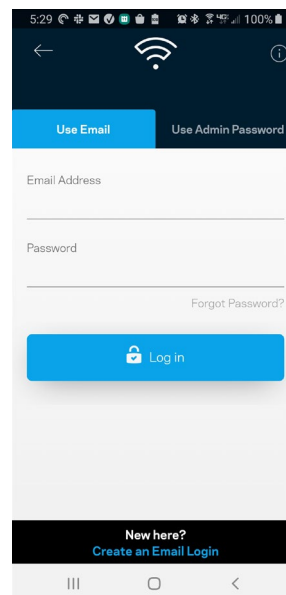 5:29
4G
100%
Use Email
Use Admin Password
Email Address
Password
Forgot Password?
Log in
New here?
Create an Email Login